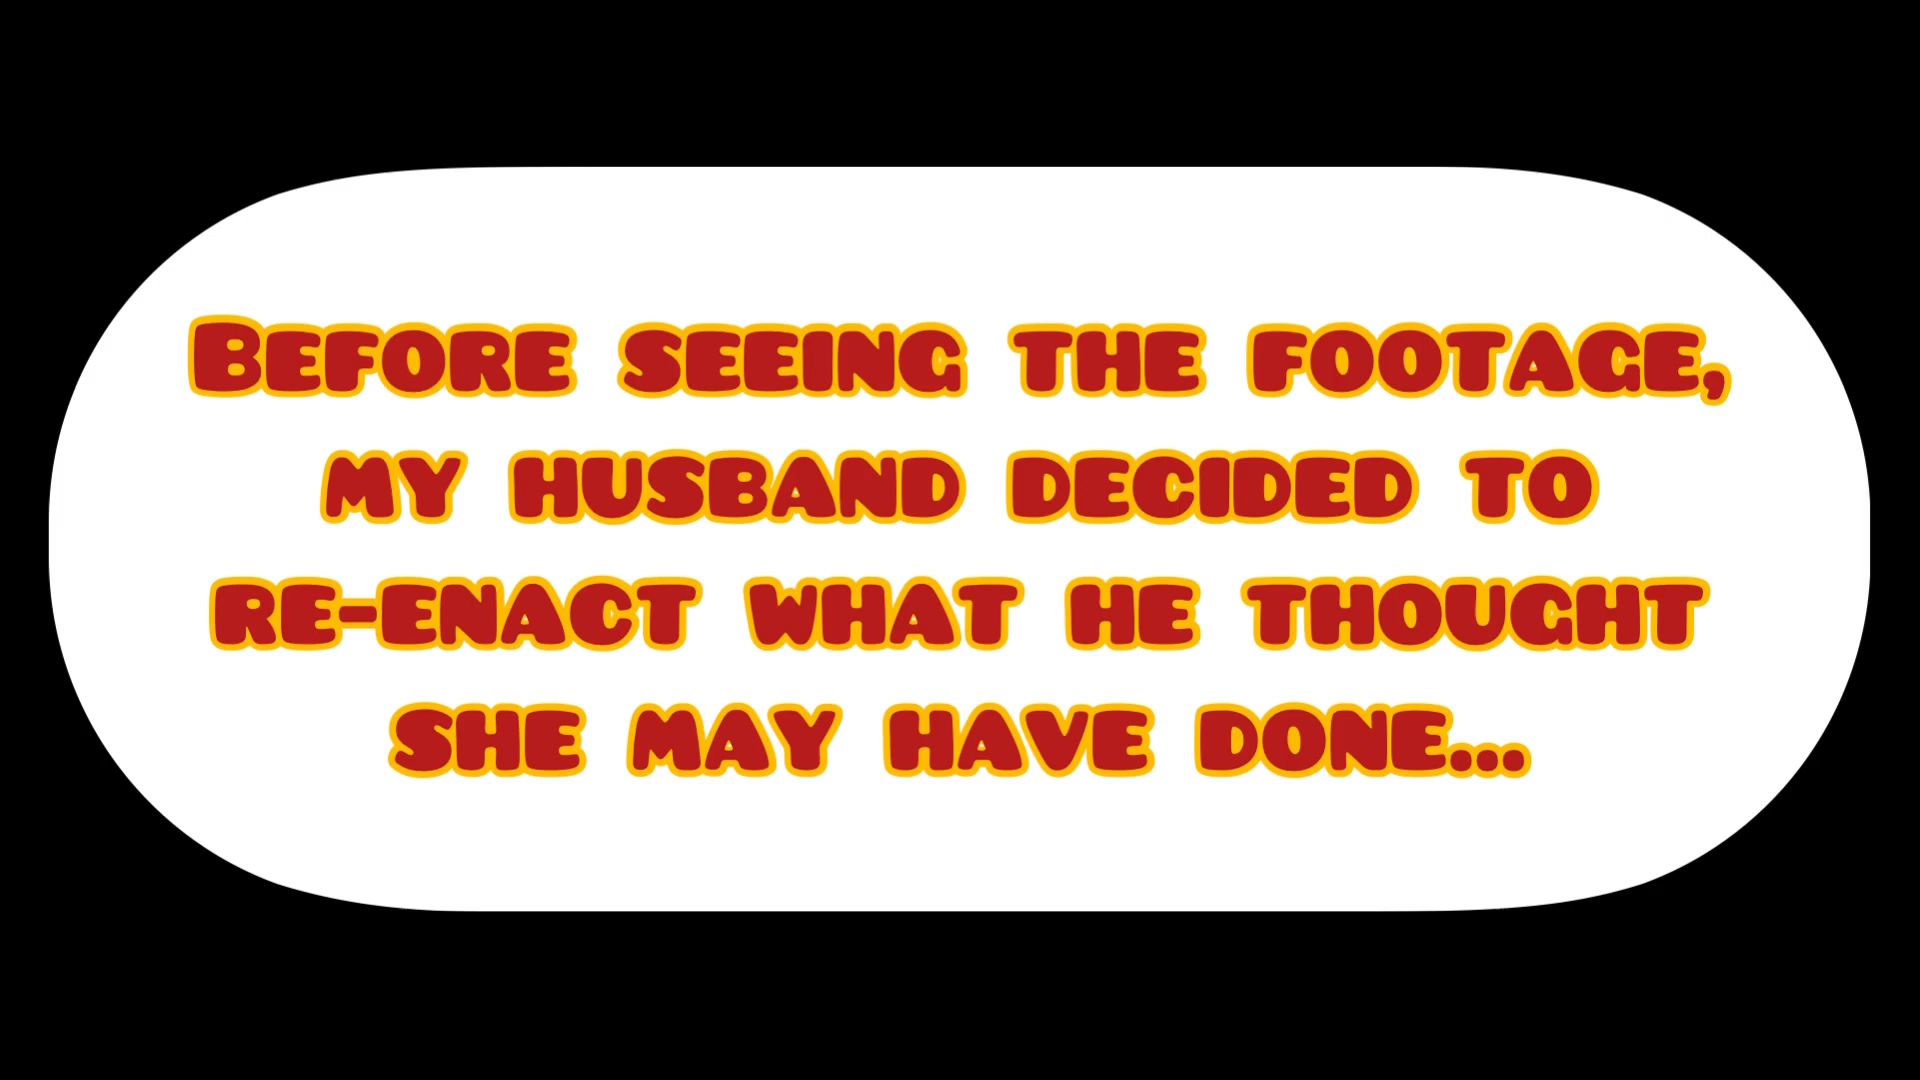 Before seeing the footage,
my husband decided to
re-enact what he thought
she may have done...